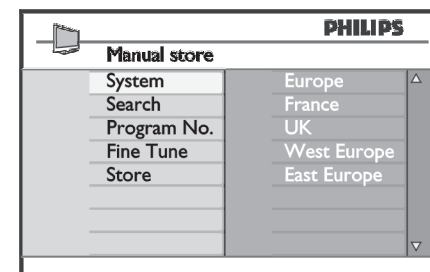 PHILIPS
Manual store
System Europe
Search France
Program No. UK
Fine Tune West Europe
Store East Europe